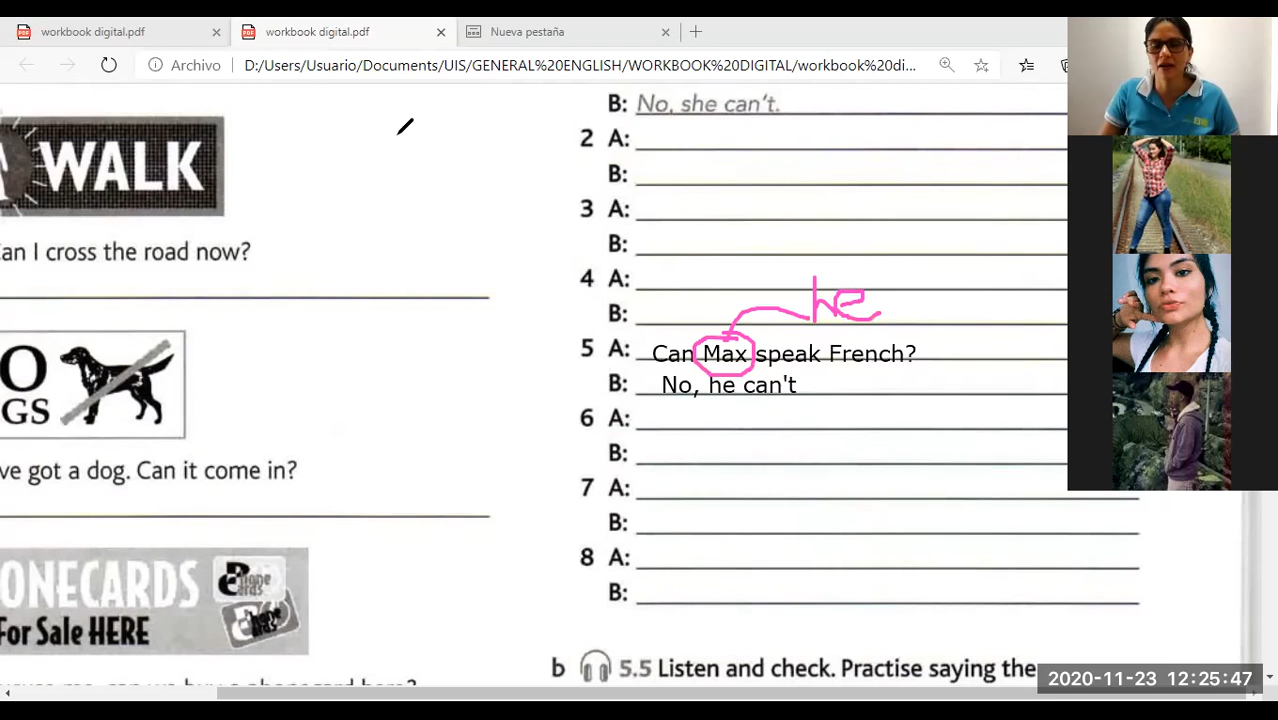 workbook digital.pdf
workbook digital.pdf
Nueva pestaña
Archivo
D:/Users/Usuario/Documents/UIS/GENERAL%20ENGLISH/WORKBOOK%20DIGITAL/workbook%20di...
WALK
an I cross the road now?
O
GS
ve got a dog. Can it come in?
ONECARDS
For Sale HERE
Phone
Cards
B: No, she can't.
2 A:
B:
3 A:
B:
4 A:
B:
he
5 A: Can Max speak French?
B: No, he can't
6 A:
B:
7 A:
B:
8 A:
B:
b 5.5 Listen and check. Practise saying the
2020-11-23 12:25:47